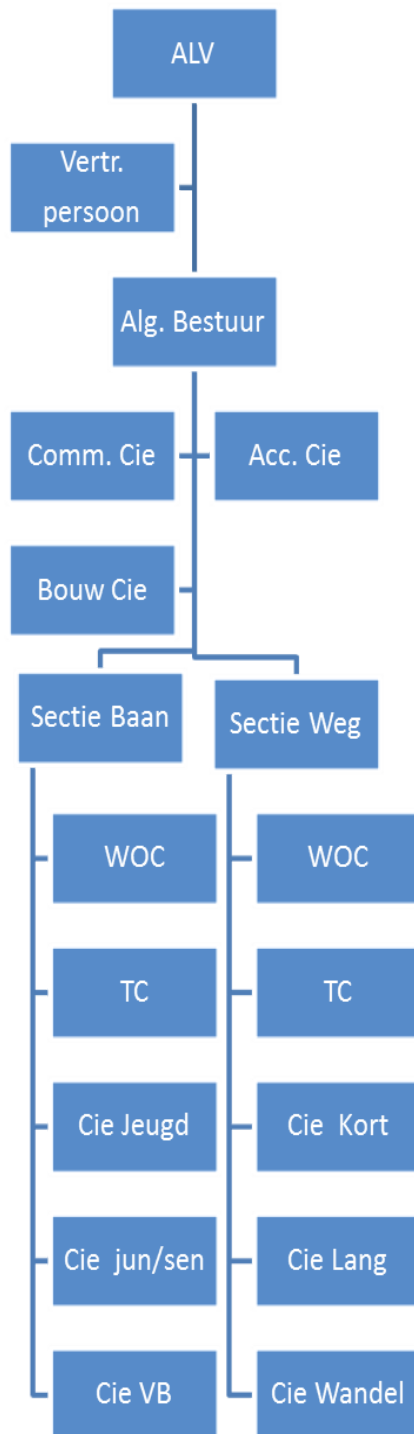 ALV
Vertr.
persoon
Alg. Bestuur
Comm. Cie
Acc. Cie
Bouw Cie
Sectie Baan
Sectie Weg
WOC
WOC
TC
TC
Cie Jeugd
Cie Kort
Cie jun/sen
Cie Lang
Cie VB
Cie Wandel